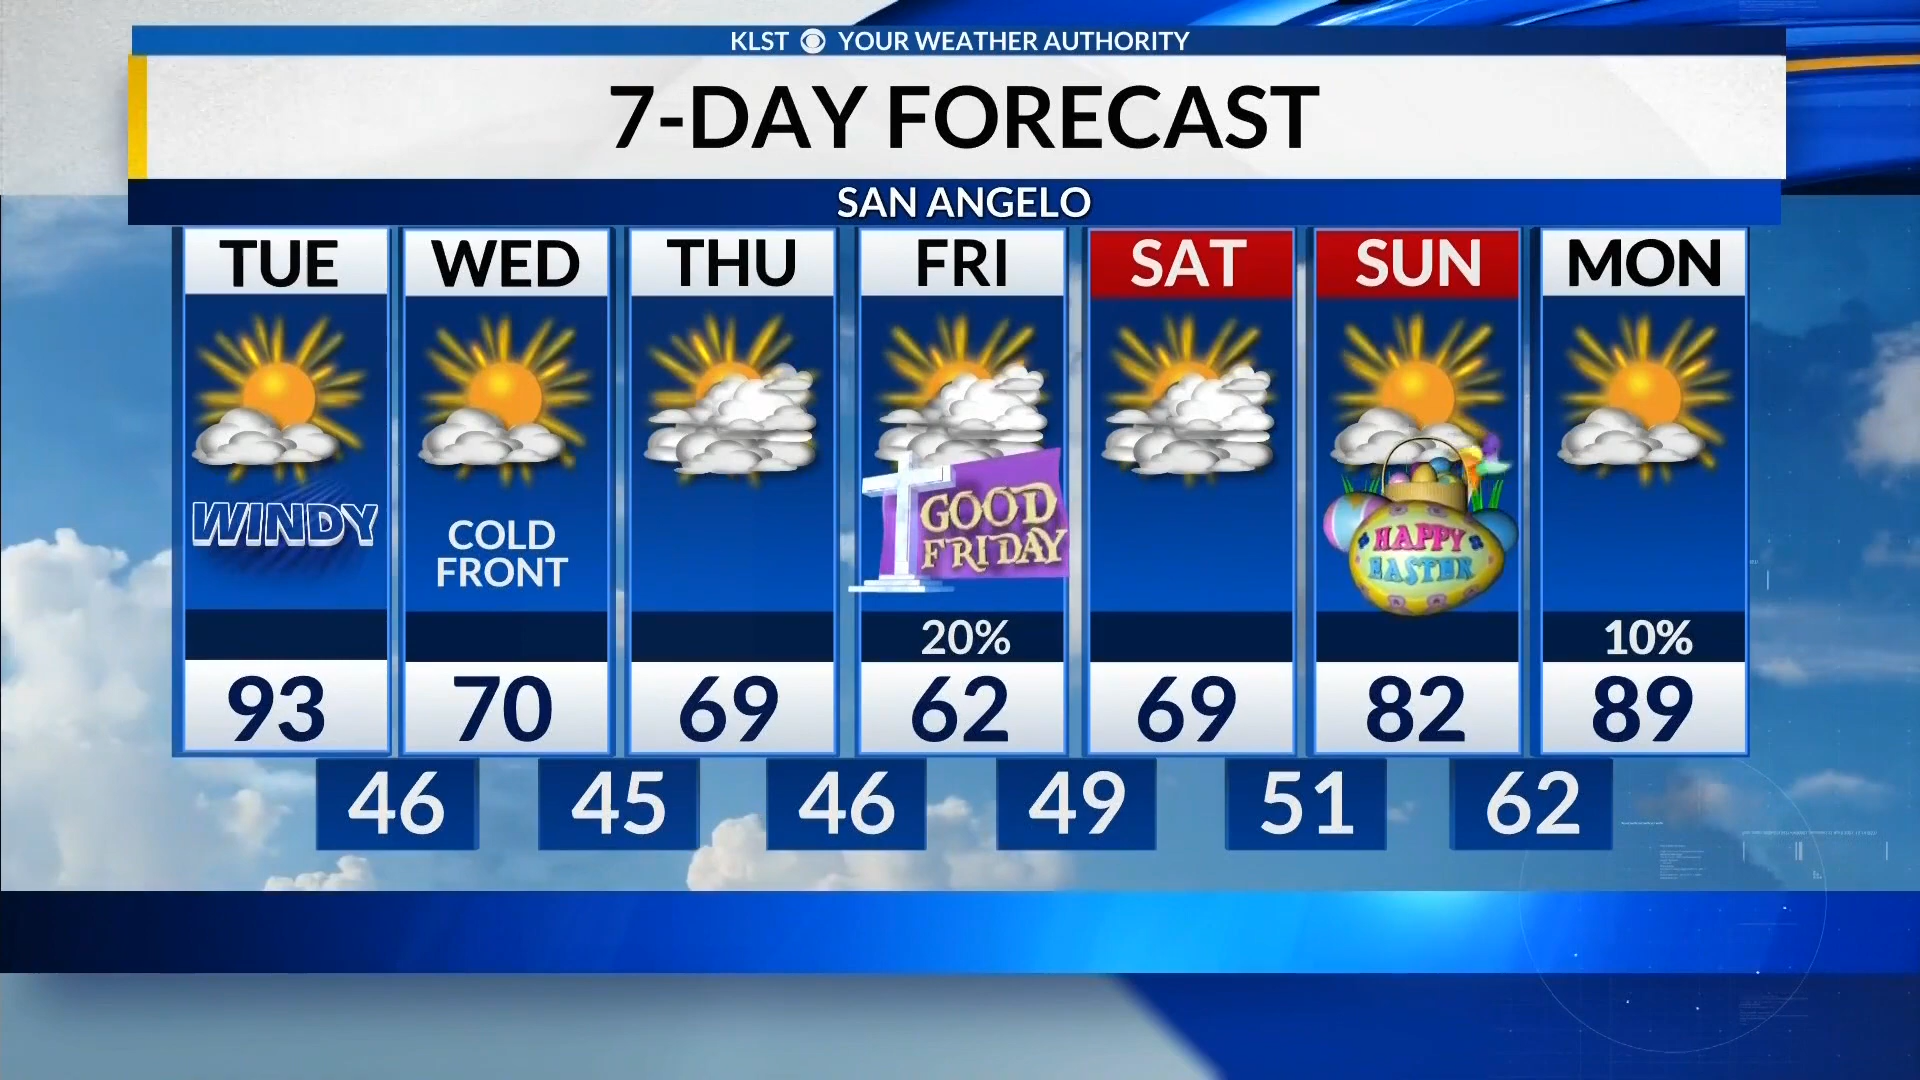 KLST YOUR WEATHER AUTHORITY
7-DAY FORECAST
SAN ANGELO
TUE WED THU FRI SAT SUN MON
WINDY
COLD
FRONT
GOOD
FRIDAY
HAPPY
EASTER
20% 10%
93 70 69 62 69 82 89
46 45 46 49 51 62